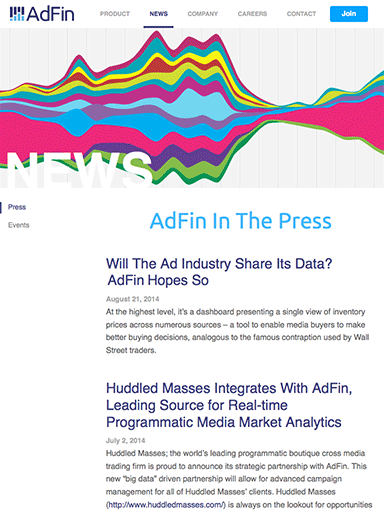 AdFin PRODUCT NEWS COMPANY CAREERS CONTACT Join
NEWS
Press
Events
AdFin In The Press
Will The Ad Industry Share Its Data?
AdFin Hopes So
August 21, 2014
At the highest level, it's a dashboard presenting a single view of inventory
prices across numerous sources – a tool to enable media buyers to make
better buying decisions, analogous to the famous contraption used by Wall
Street traders.
Huddled Masses Integrates With AdFin,
Leading Source for Real-time
Programmatic Media Market Analytics
July 2, 2014
Huddled Masses; the world's leading programmatic boutique cross media
trading firm is proud to announce its strategic partnership with AdFin. This
new "big data" driven partnership will allow for advanced campaign
management for all of Huddled Masses' clients. Huddled Masses
(http://www.huddledmasses.com/) is always on the lookout for opportunities